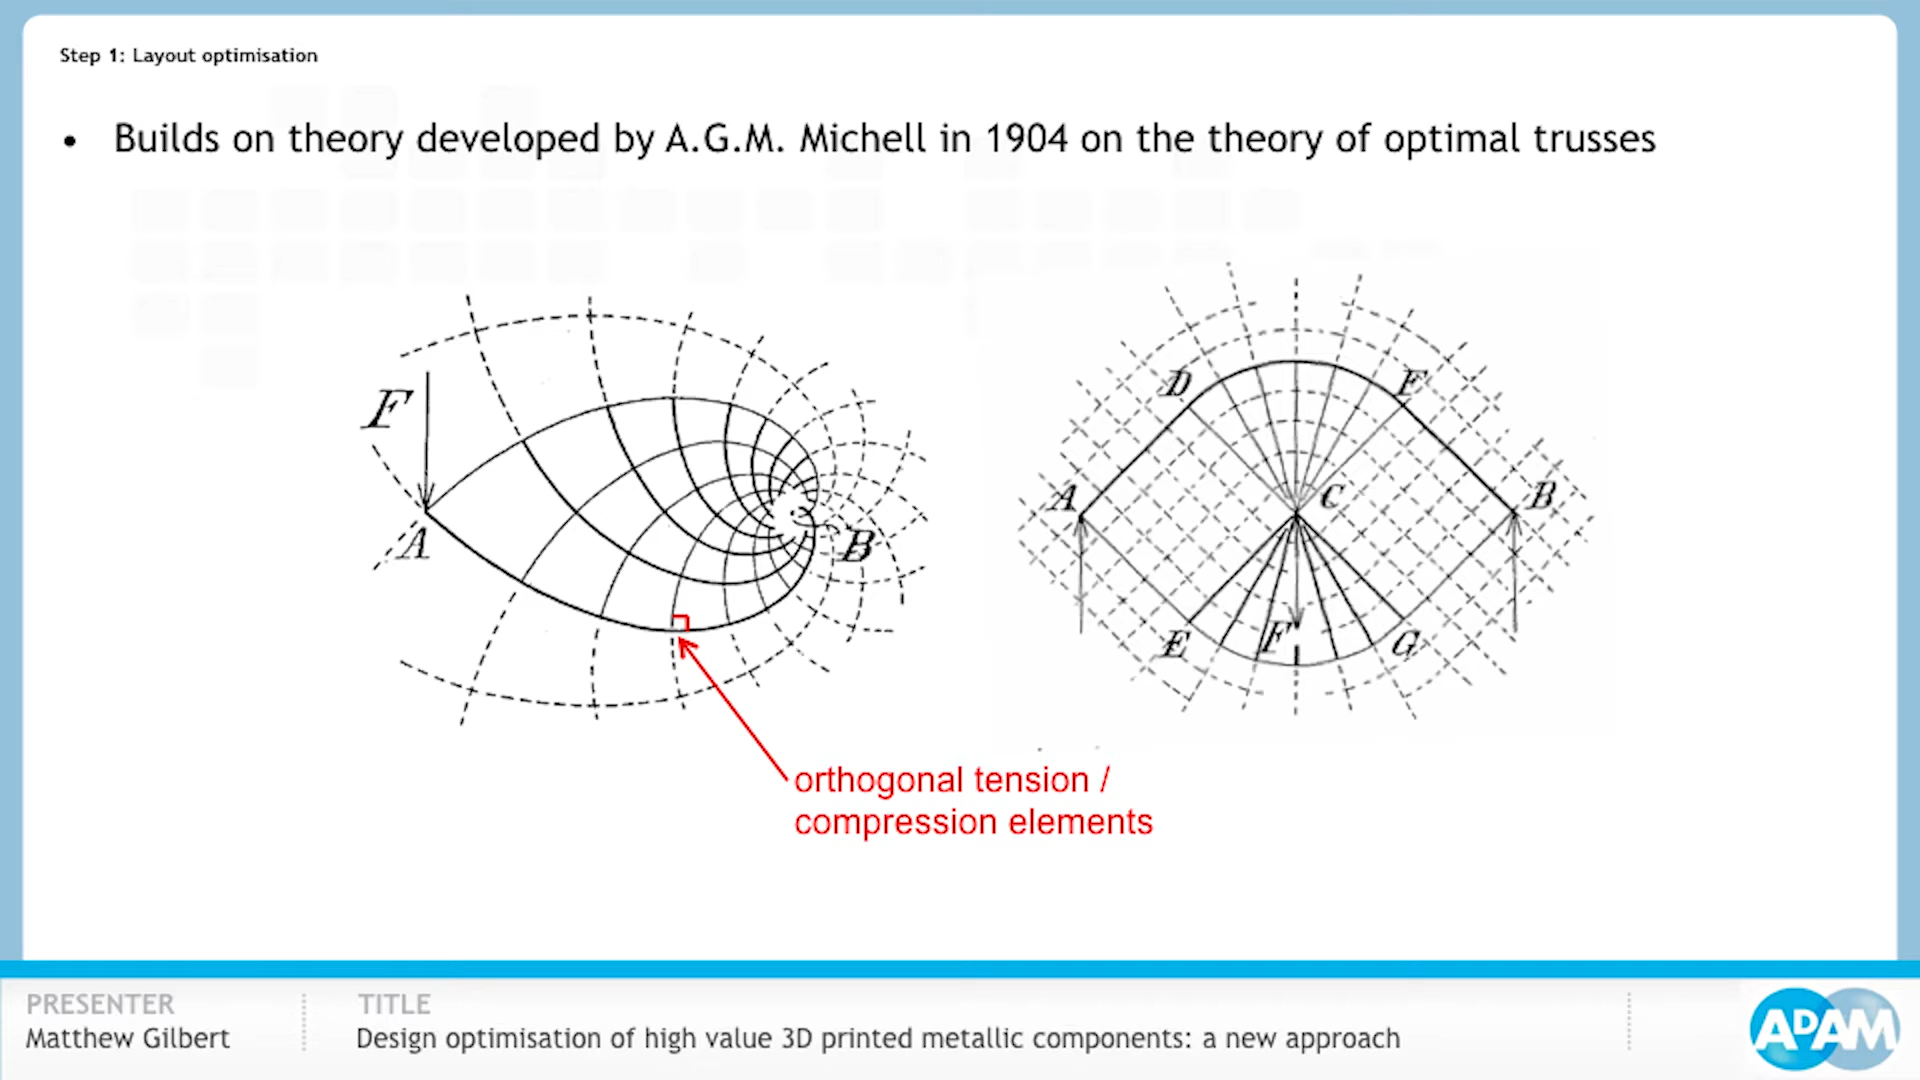 Step 1: Layout optimisation
• Builds on theory developed by A.G.M. Michell in 1904 on the theory of optimal trusses
F
A
B
D
F
A
C
B
E
F
G
orthogonal tension /
compression elements
PRESENTER
Matthew Gilbert
TITLE
Design optimisation of high value 3D printed metallic components: a new approach
APAM